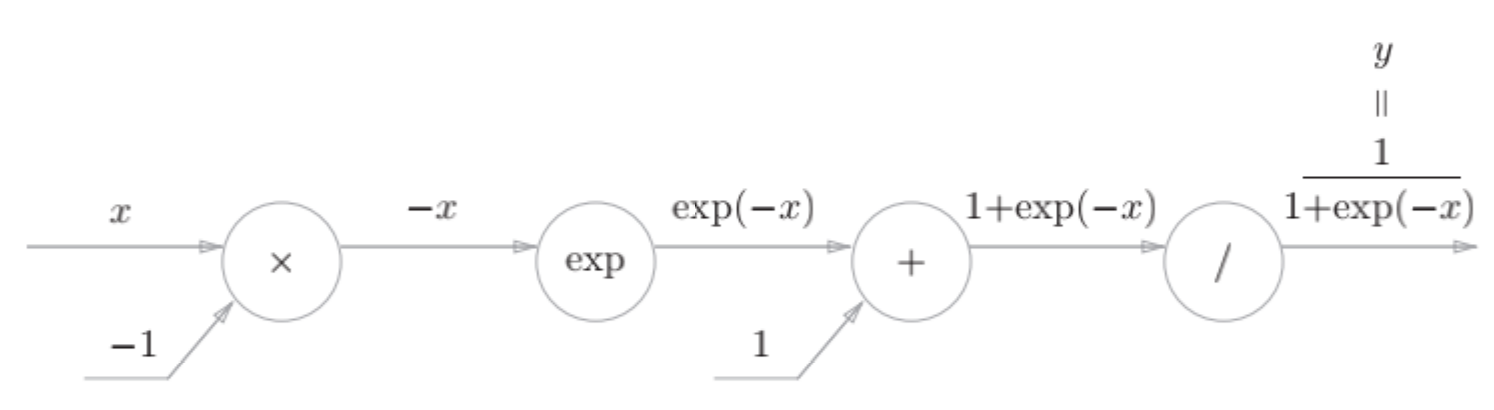 y
=
1
1+exp(−x)
x
−x
exp(−x)
1+exp(−x)
×
exp
+
/
−1
1